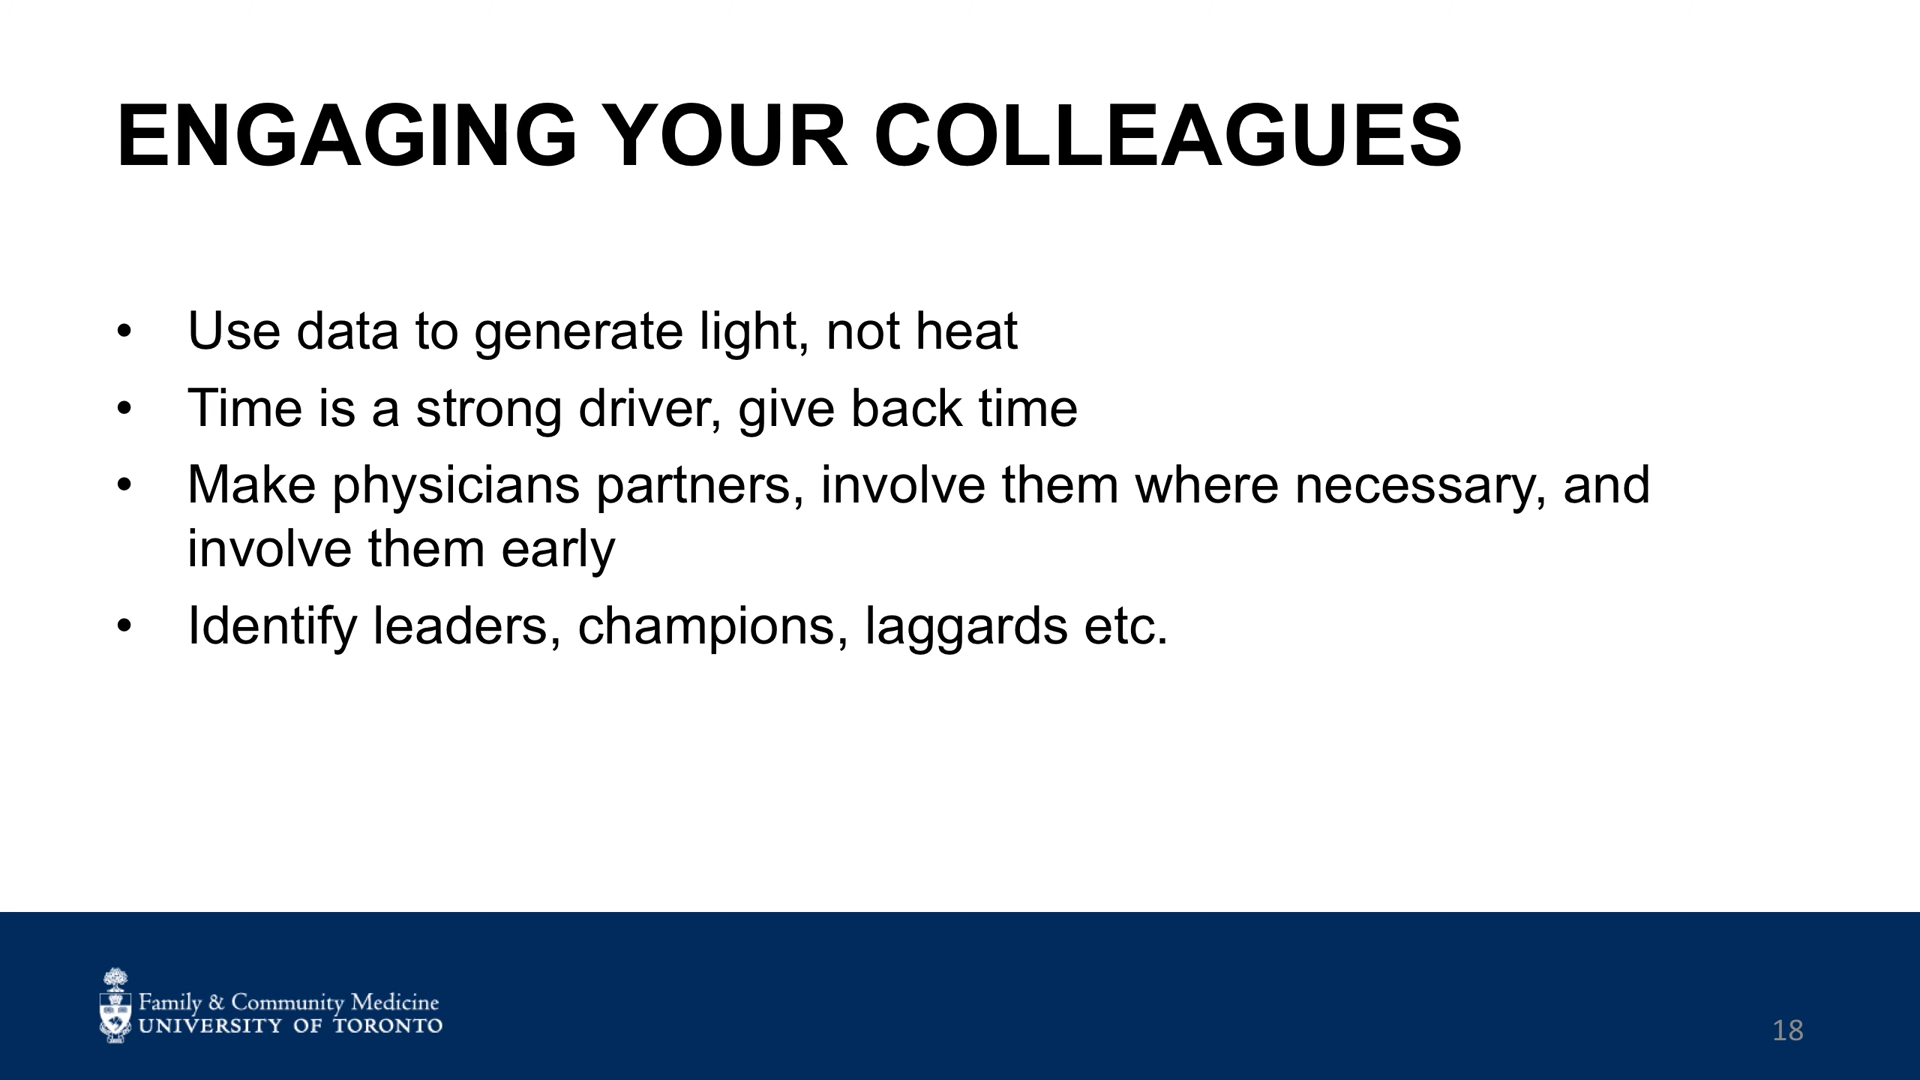 ENGAGING YOUR COLLEAGUES
• Use data to generate light, not heat
• Time is a strong driver, give back time
• Make physicians partners, involve them where necessary, and
involve them early
• Identify leaders, champions, laggards etc.
Family & Community Medicine
UNIVERSITY OF TORONTO
18